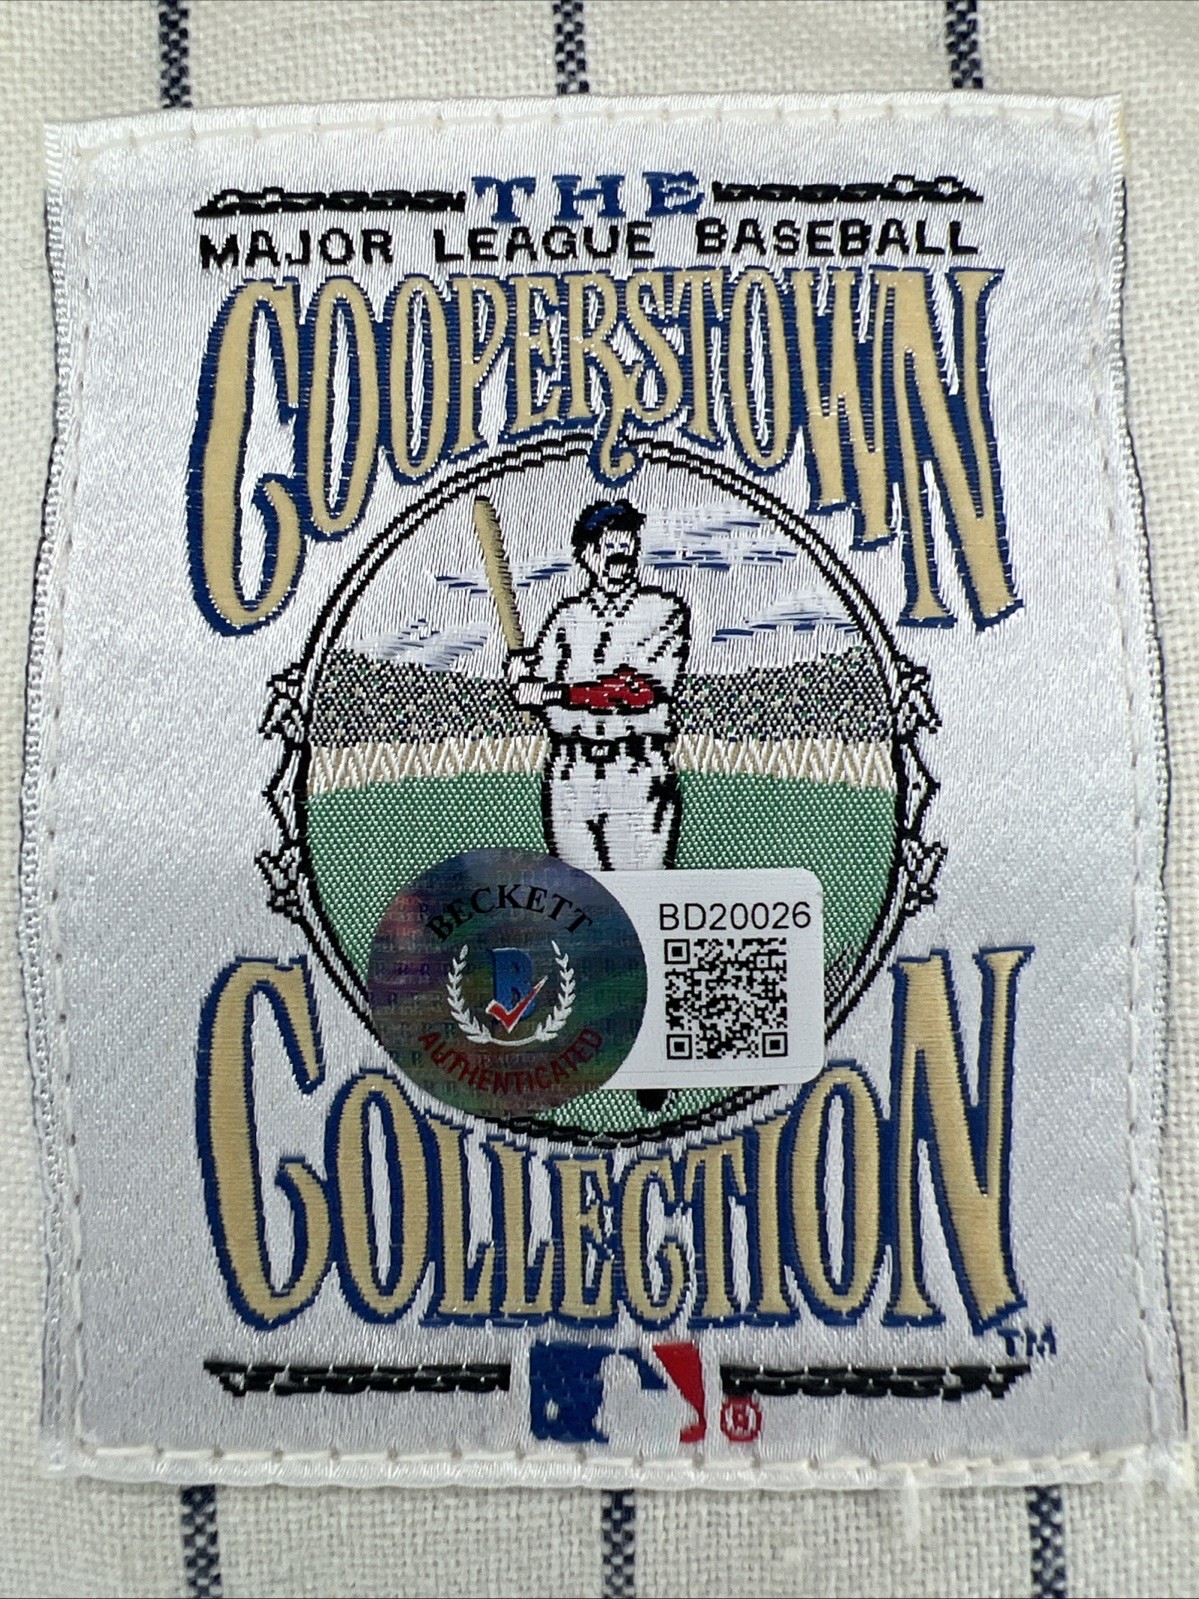 THE
MAJOR LEAGUE BASEBALL
COOPERSTOWN
BECKETT
BD20026
B
AUTHENTICATED
COLLECTION
TM
®